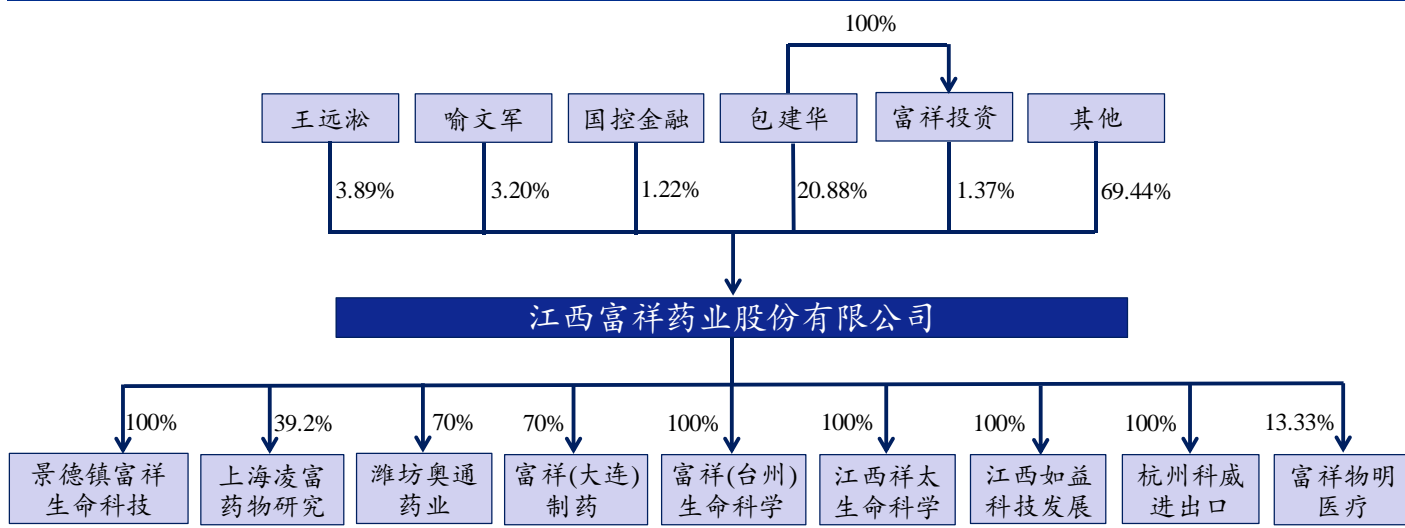 100%
王远淞
喻文军
国控金融
包建华
富祥投资
其他
3.89%
3.20%
1.22%
20.88%
1.37%
69.44%
江西富祥药业股份有限公司
100%
39.2%
70%
70%
100%
100%
100%
100%
13.33%
景德镇富祥
生命科技
上海凌富
药物研究
潍坊奥通
药业
富祥(大连)
制药
富祥(台州)
生命科学
江西祥太
生命科学
江西如益
科技发展
杭州科威
进出口
富祥物明
医疗